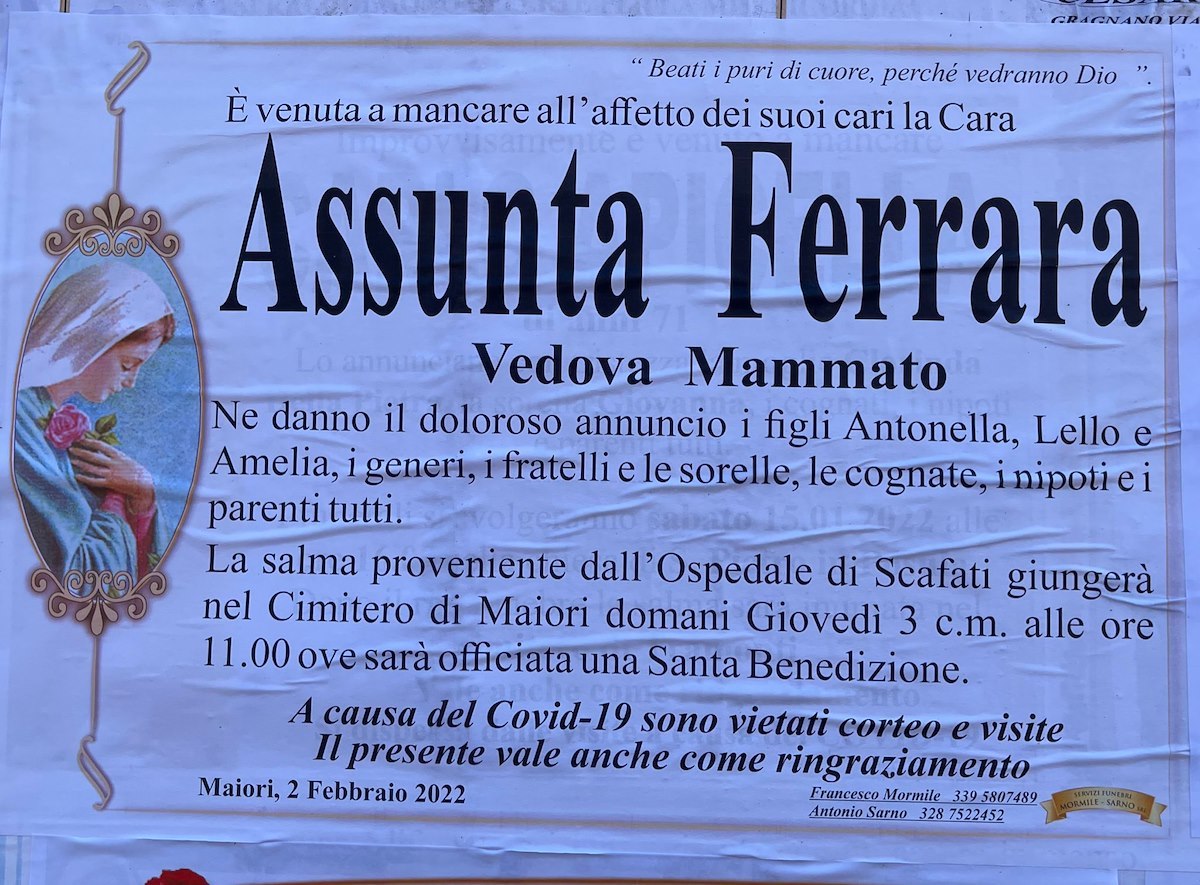 GRAGNANO VIA
“ Beati i puri di cuore, perché vedranno Dio ”.
È venuta a mancare all’affetto dei suoi cari la Cara
Assunta Ferrara
Vedova Mammato
Ne danno il doloroso annuncio i figli Antonella, Lello e
Amelia, i generi, i fratelli e le sorelle, le cognate, i nipoti e i
parenti tutti.
La salma proveniente dall’Ospedale di Scafati giungerà
nel Cimitero di Maiori domani Giovedì 3 c.m. alle ore
11.00 ove sarà officiata una Santa Benedizione.
A causa del Covid-19 sono vietati corteo e visite
Il presente vale anche come ringraziamento
Maiori, 2 Febbraio 2022
Francesco Mormile 339 5807489
Antonio Sarno 328 7522452
SERVIZI FUNEBRI
MORMILE - SARNO SRL